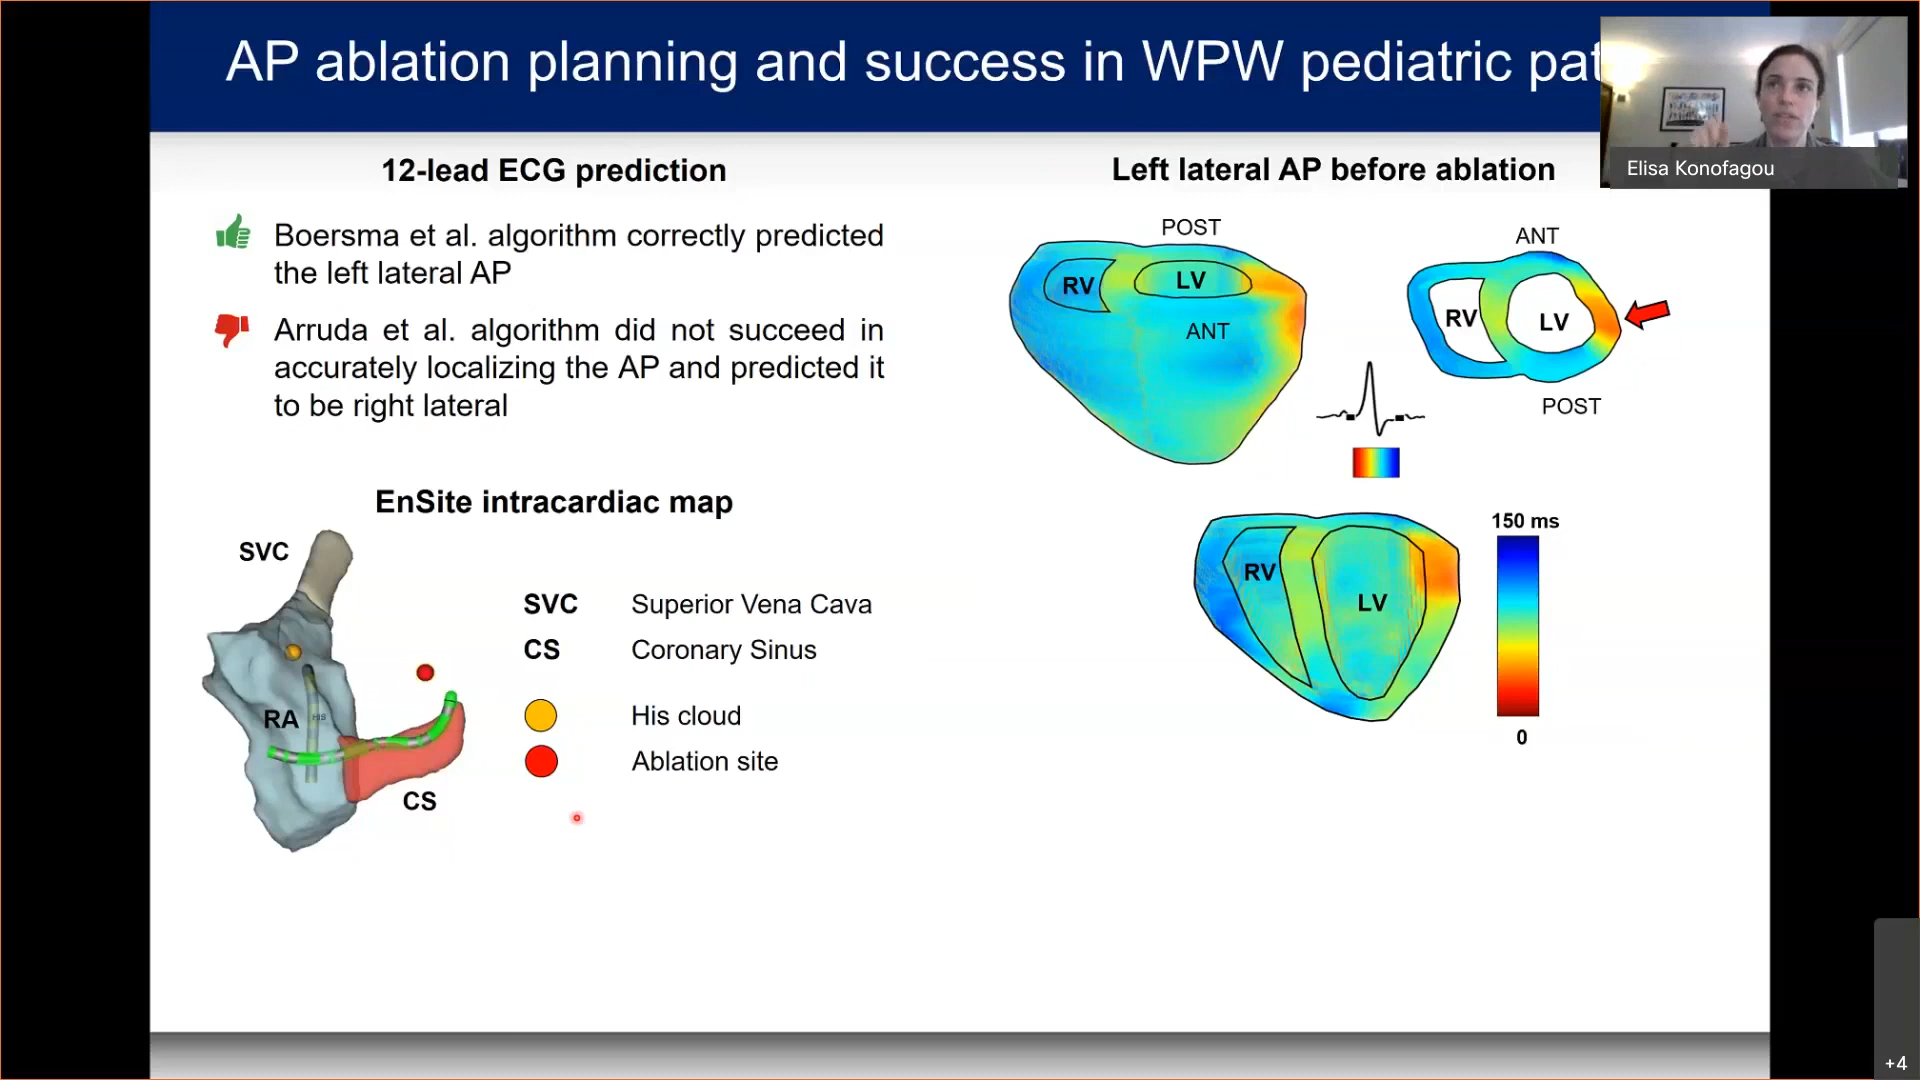 AP ablation planning and success in WPW pediatric pat
Elisa Konofagou
12-lead ECG prediction
Boersma et al. algorithm correctly predicted
the left lateral AP
Arruda et al. algorithm did not succeed in
accurately localizing the AP and predicted it
to be right lateral
EnSite intracardiac map
SVC
RA
HIS
CS
SVC Superior Vena Cava
CS Coronary Sinus
His cloud
Ablation site
Left lateral AP before ablation
POST
RV
LV
ANT
ANT
RV
LV
POST
RV
LV
150 ms
0
+4